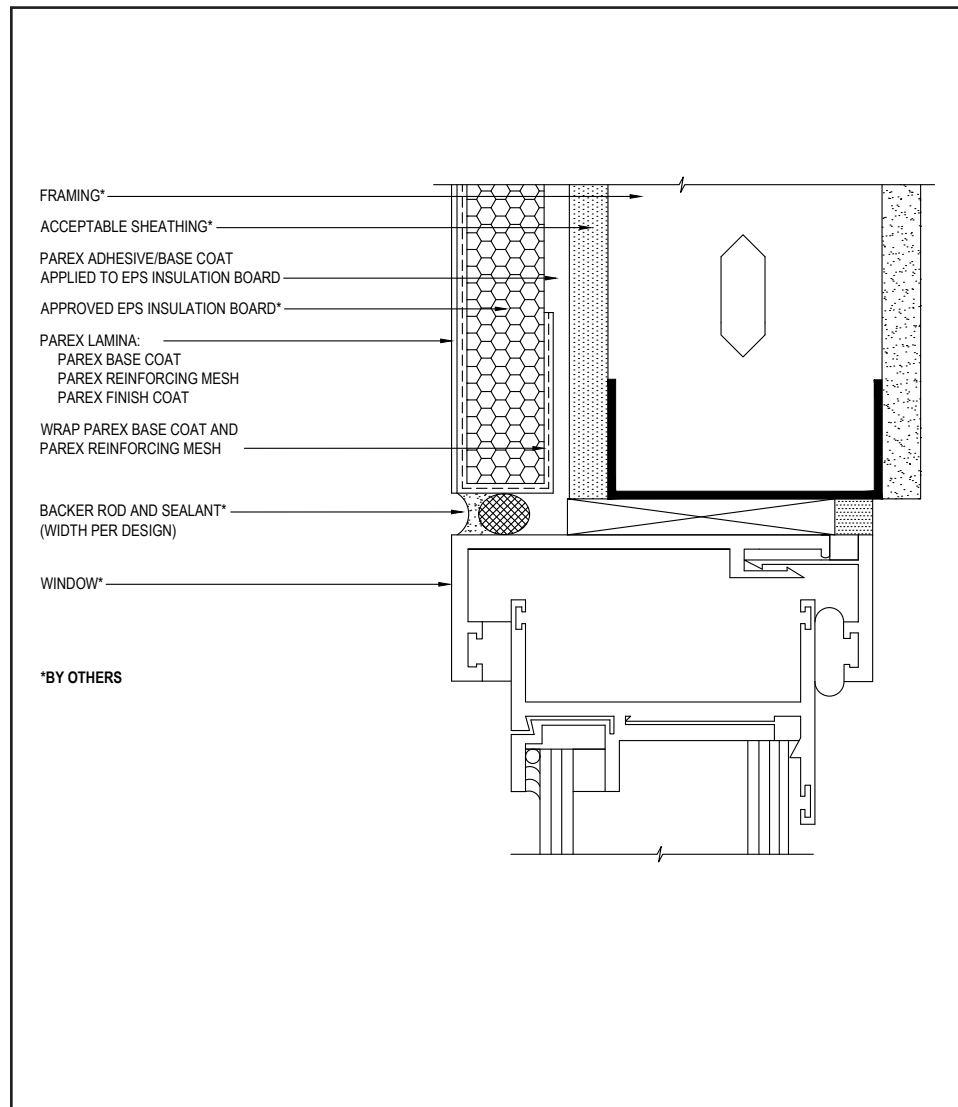 FRAMING*
ACCEPTABLE SHEATHING*
PAREX ADHESIVE/BASE COAT
APPLIED TO EPS INSULATION BOARD
APPROVED EPS INSULATION BOARD*
PAREX LAMINA:
PAREX BASE COAT
PAREX REINFORCING MESH
PAREX FINISH COAT
WRAP PAREX BASE COAT AND
PAREX REINFORCING MESH
BACKER ROD AND SEALANT*
(WIDTH PER DESIGN)
WINDOW*
*BY OTHERS